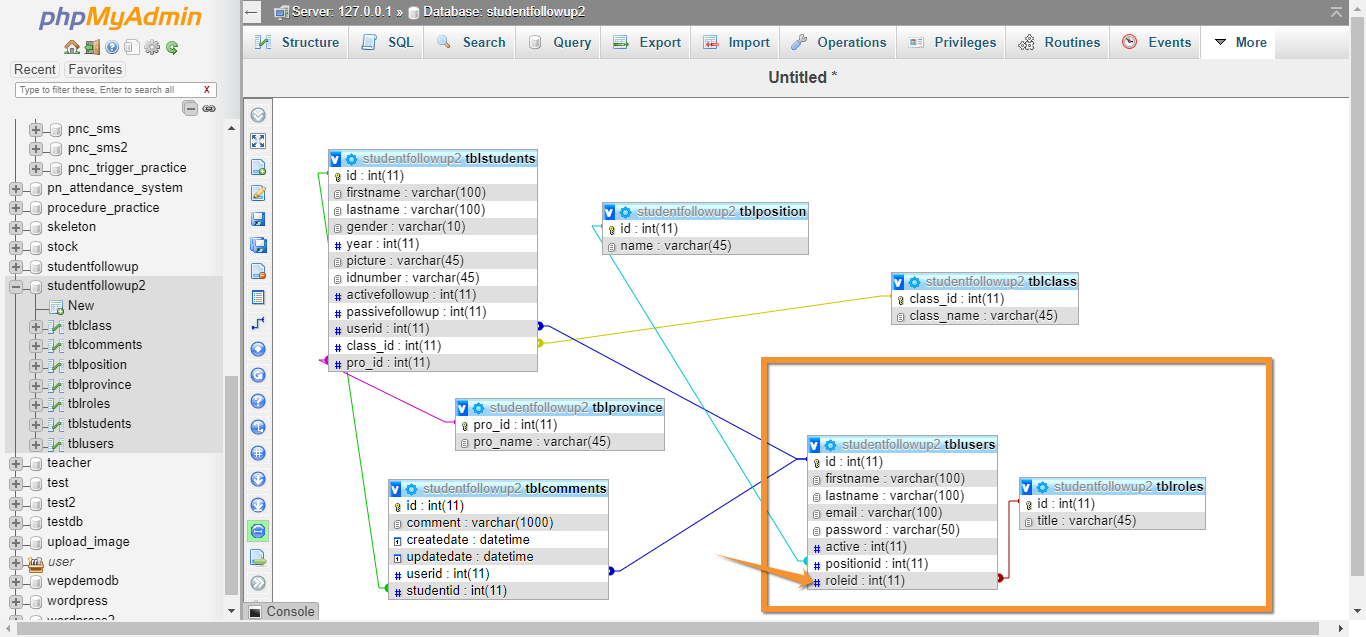 phpMyAdmin
Recent Favorites
Type to filter these, Enter to search all X
pnc_sms
pnc_sms2
pnc_trigger_practice
pn_attendance_system
procedure_practice
skeleton
stock
studentfollowup
studentfollowup2
New
tblclass
tblcomments
tblposition
tblprovince
tblroles
tblstudents
tblusers
teacher
test
test2
testdb
upload_image
user
wepdemodb
wordpress
wordpress2
Server: 127.0.0.1 » Database: studentfollowup2
Structure SQL Search Query Export Import Operations Privileges Routines Events More
Untitled *
studentfollowup2 tblstudents
id : int(11)
firstname : varchar(100)
lastname : varchar(100)
gender : varchar(10)
year : int(11)
picture : varchar(45)
idnumber : varchar(45)
activefollowup : int(11)
passivefollowup : int(11)
userid : int(11)
class_id : int(11)
pro_id : int(11)
studentfollowup2 tblposition
id : int(11)
name : varchar(45)
studentfollowup2 tblclass
class_id : int(11)
class_name : varchar(45)
studentfollowup2 tblprovince
pro_id : int(11)
pro_name : varchar(45)
studentfollowup2 tblcomments
id : int(11)
comment : varchar(1000)
createdate : datetime
updatedate : datetime
userid : int(11)
studentid : int(11)
studentfollowup2 tblusers
id : int(11)
firstname : varchar(100)
lastname : varchar(100)
email : varchar(100)
password : varchar(50)
active : int(11)
positionid : int(11)
roleid : int(11)
studentfollowup2 tblroles
id : int(11)
title : varchar(45)
Console